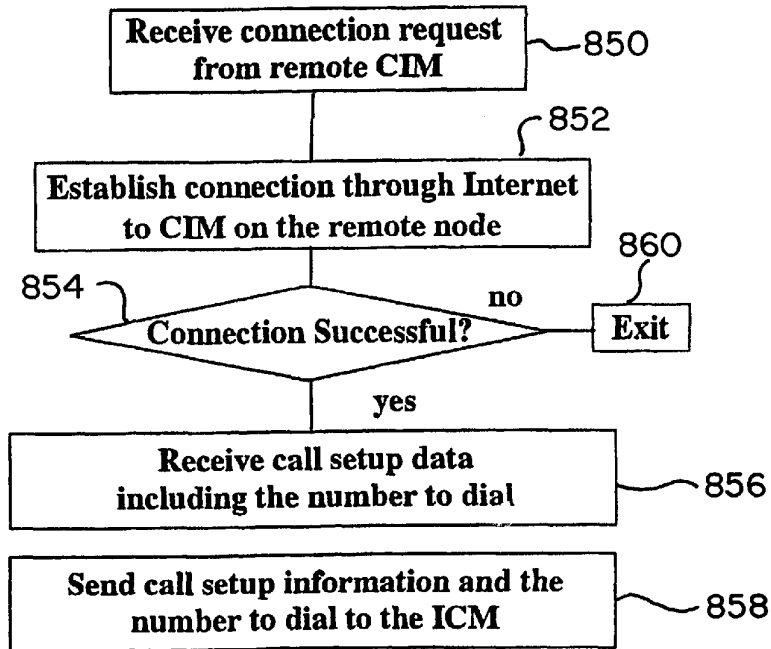 Receive connection request
from remote CIM
850
852
Establish connection through Internet
to CIM on the remote node
854
860
no
Connection Successful?
Exit
yes
Receive call setup data
including the number to dial
856
Send call setup information and the
number to dial to the ICM
858